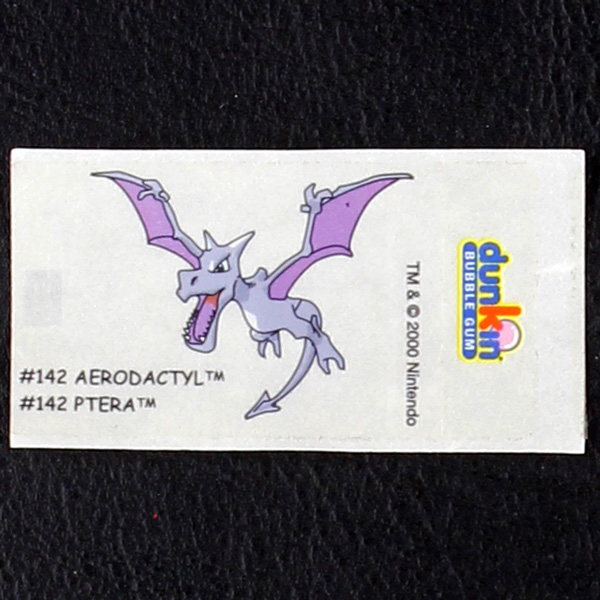 #142 AERODACTYL™
#142 PTERA™
TM & © 2000 Nintendo
dunkin
BUBBLE GUM